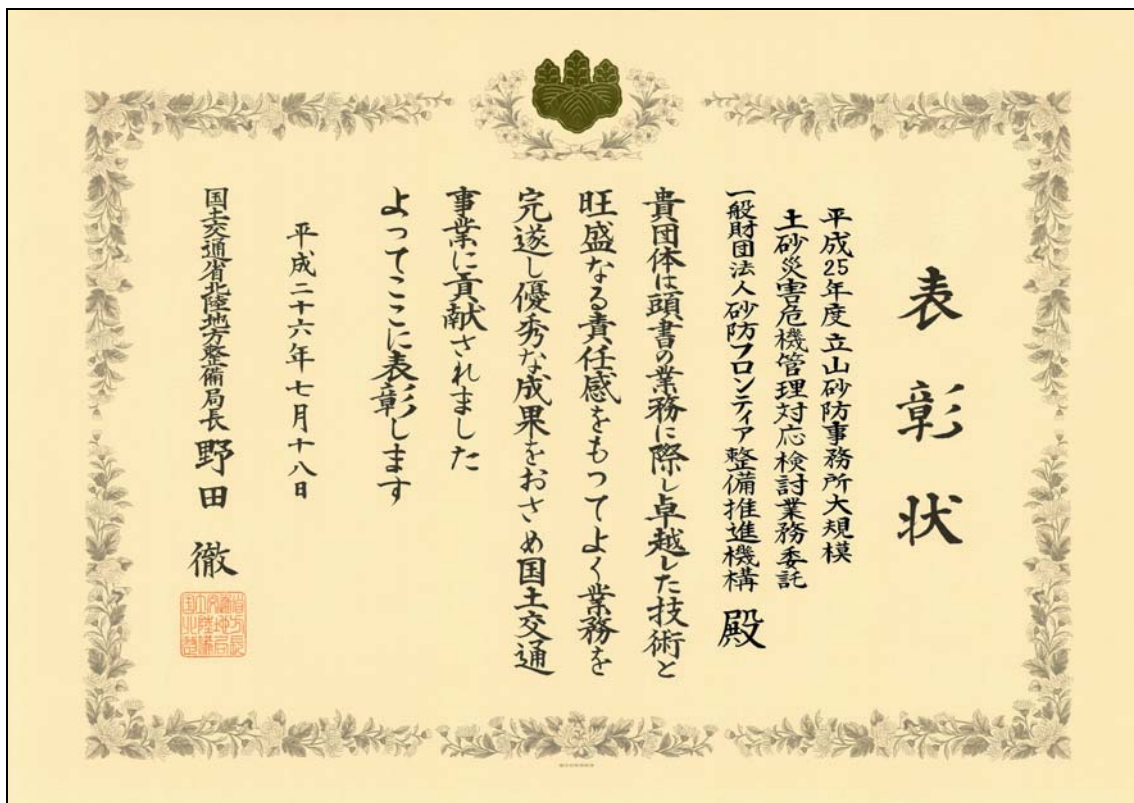 表彰状
平成25年度立山砂防事務所大規模
土砂災害危機管理対応検討業務委託
一般財団法人砂防フロンティア整備推進機構 殿
貴団体は頭書の業務に際し卓越した技術と
旺盛なる責任感をもつてよく業務を
完遂し優秀な成果をおさめ国土交通
事業に貢献されました
よってここに表彰します
平成二十六年七月十八日
国土交通省北陸地方整備局長 野田 徹